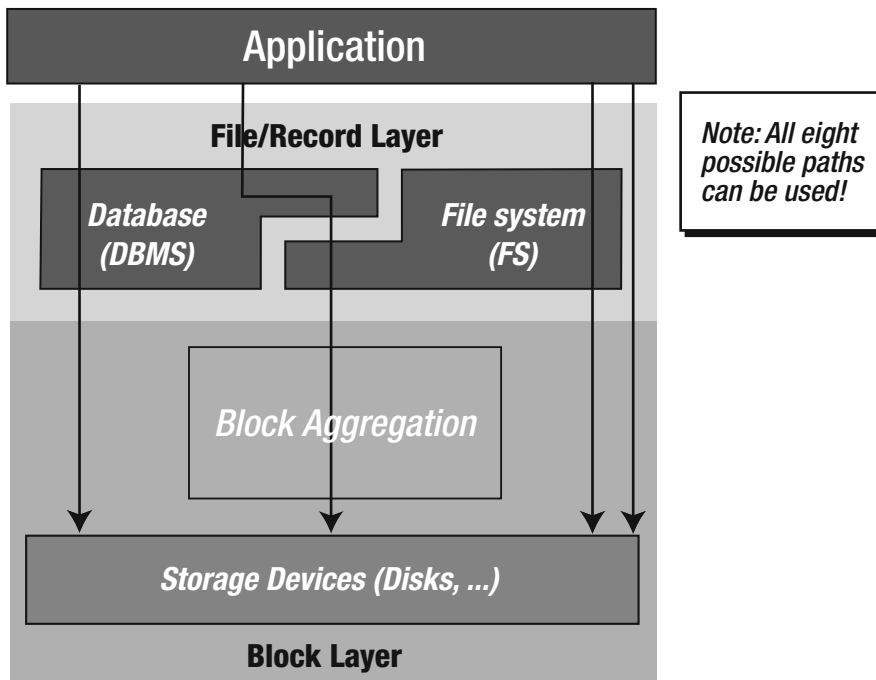 Application
File/Record Layer
Note: All eight
possible paths
can be used!
Database
(DBMS)
File system
(FS)
Block Aggregation
Storage Devices (Disks, ...)
Block Layer